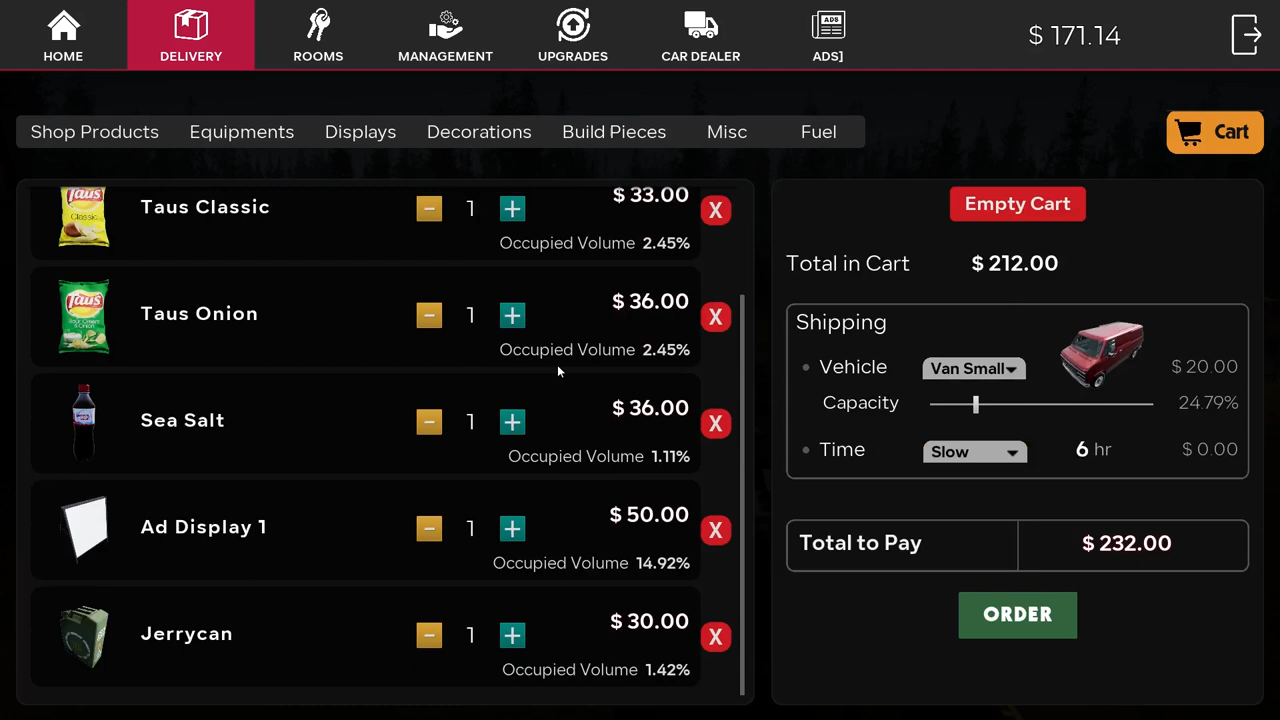 HOME
DELIVERY
ROOMS
MANAGEMENT
UPGRADES
CAR DEALER
ADS
ADS]
$ 171.14
Shop Products Equipments Displays Decorations Build Pieces Misc Fuel
Cart
Taus
Classic
Taus Classic - 1 + $ 33.00 X
Occupied Volume 2.45%
Taus
Taus Onion - 1 + $ 36.00 X
Occupied Volume 2.45%
Sea Salt - 1 + $ 36.00 X
Occupied Volume 1.11%
Ad Display 1 - 1 + $ 50.00 X
Occupied Volume 14.92%
Jerrycan - 1 + $ 30.00 X
Occupied Volume 1.42%
Empty Cart
Total in Cart $ 212.00
Shipping
Vehicle Van Small $ 20.00
Capacity 24.79%
Time Slow 6 hr $ 0.00
Total to Pay $ 232.00
ORDER